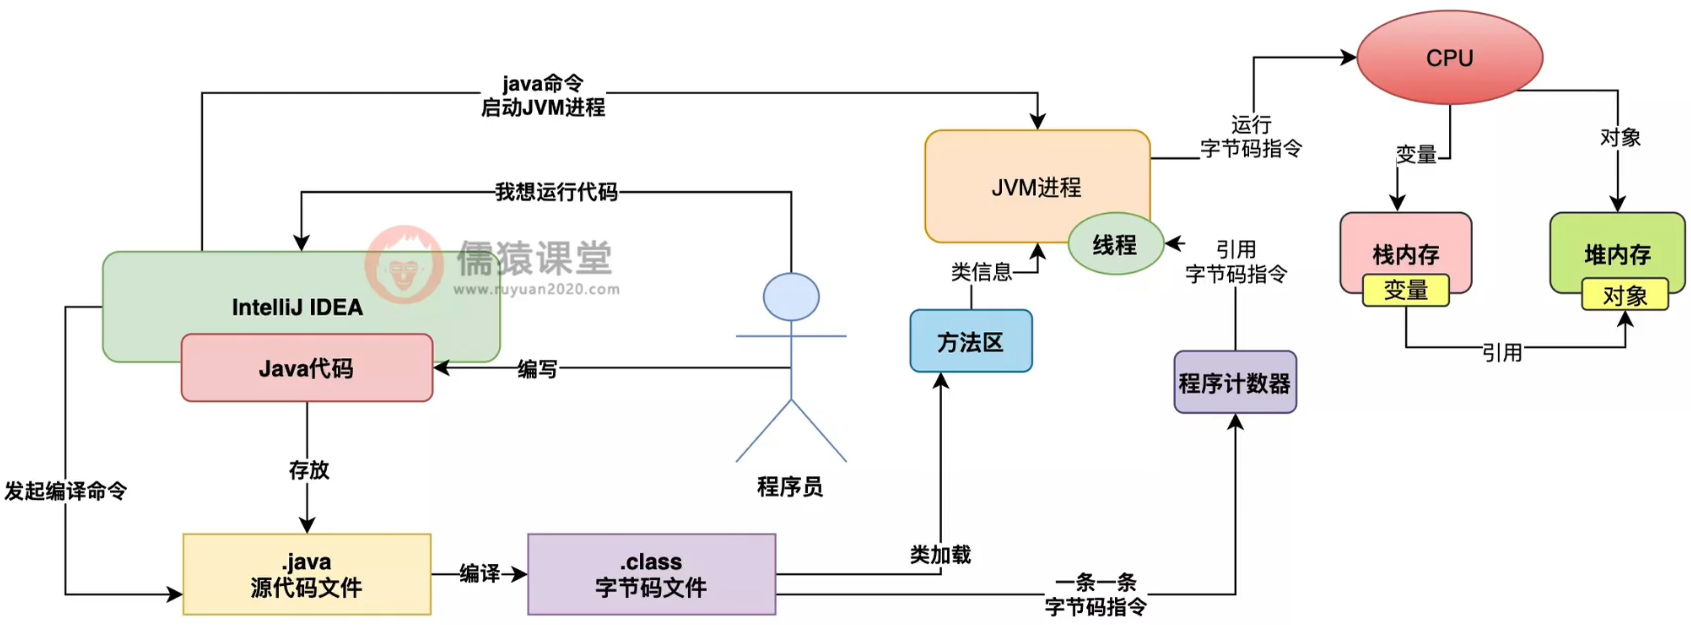 CPU
java命令
启动JVM进程
运行
字节码指令
变量
对象
我想运行代码
JVM进程
儒猿课堂
www.ruyuan2020.com
线程
引用
字节码指令
栈内存
变量
堆内存
对象
类信息
IntelliJ IDEA
方法区
引用
Java代码
编写
程序计数器
存放
发起编译命令
程序员
.java
源代码文件
编译
.class
字节码文件
类加载
一条一条
字节码指令